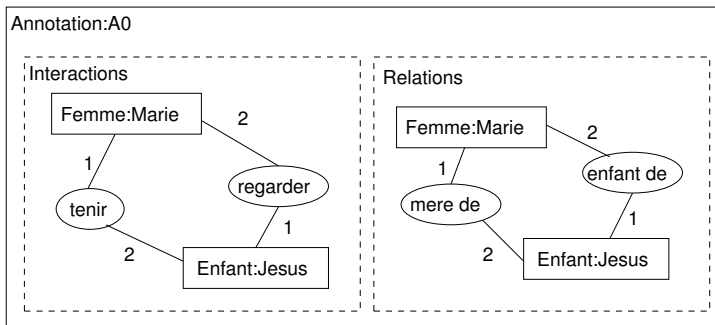 Annotation:A0
Interactions
Femme:Marie
2
1
regarder
tenir
1
2
Enfant:Jesus
Relations
Femme:Marie
2
1
enfant de
mere de
1
2
Enfant:Jesus